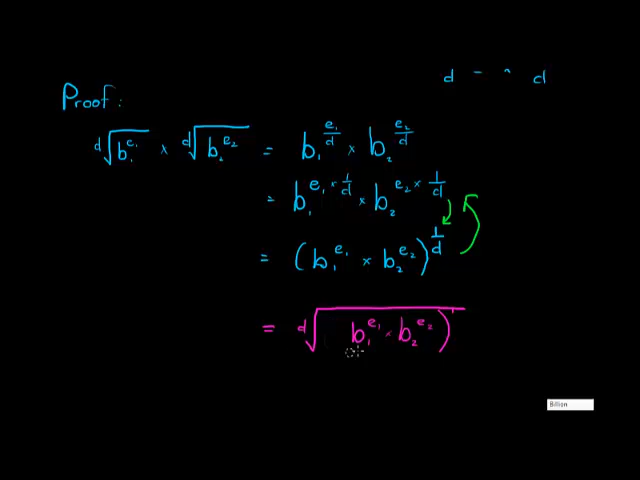 d - ^ d
Proof:
ᵈ√b₁^e₁ × ᵈ√b₂^e₂ = b₁^(e₁/d) × b₂^(e₂/d)
= b₁^(e₁ × 1/d) × b₂^(e₂ × 1/d)
= (b₁^e₁ × b₂^e₂)^(1/d)
= ᵈ√b₁^e₁ · b₂^e₂)^1
Billion